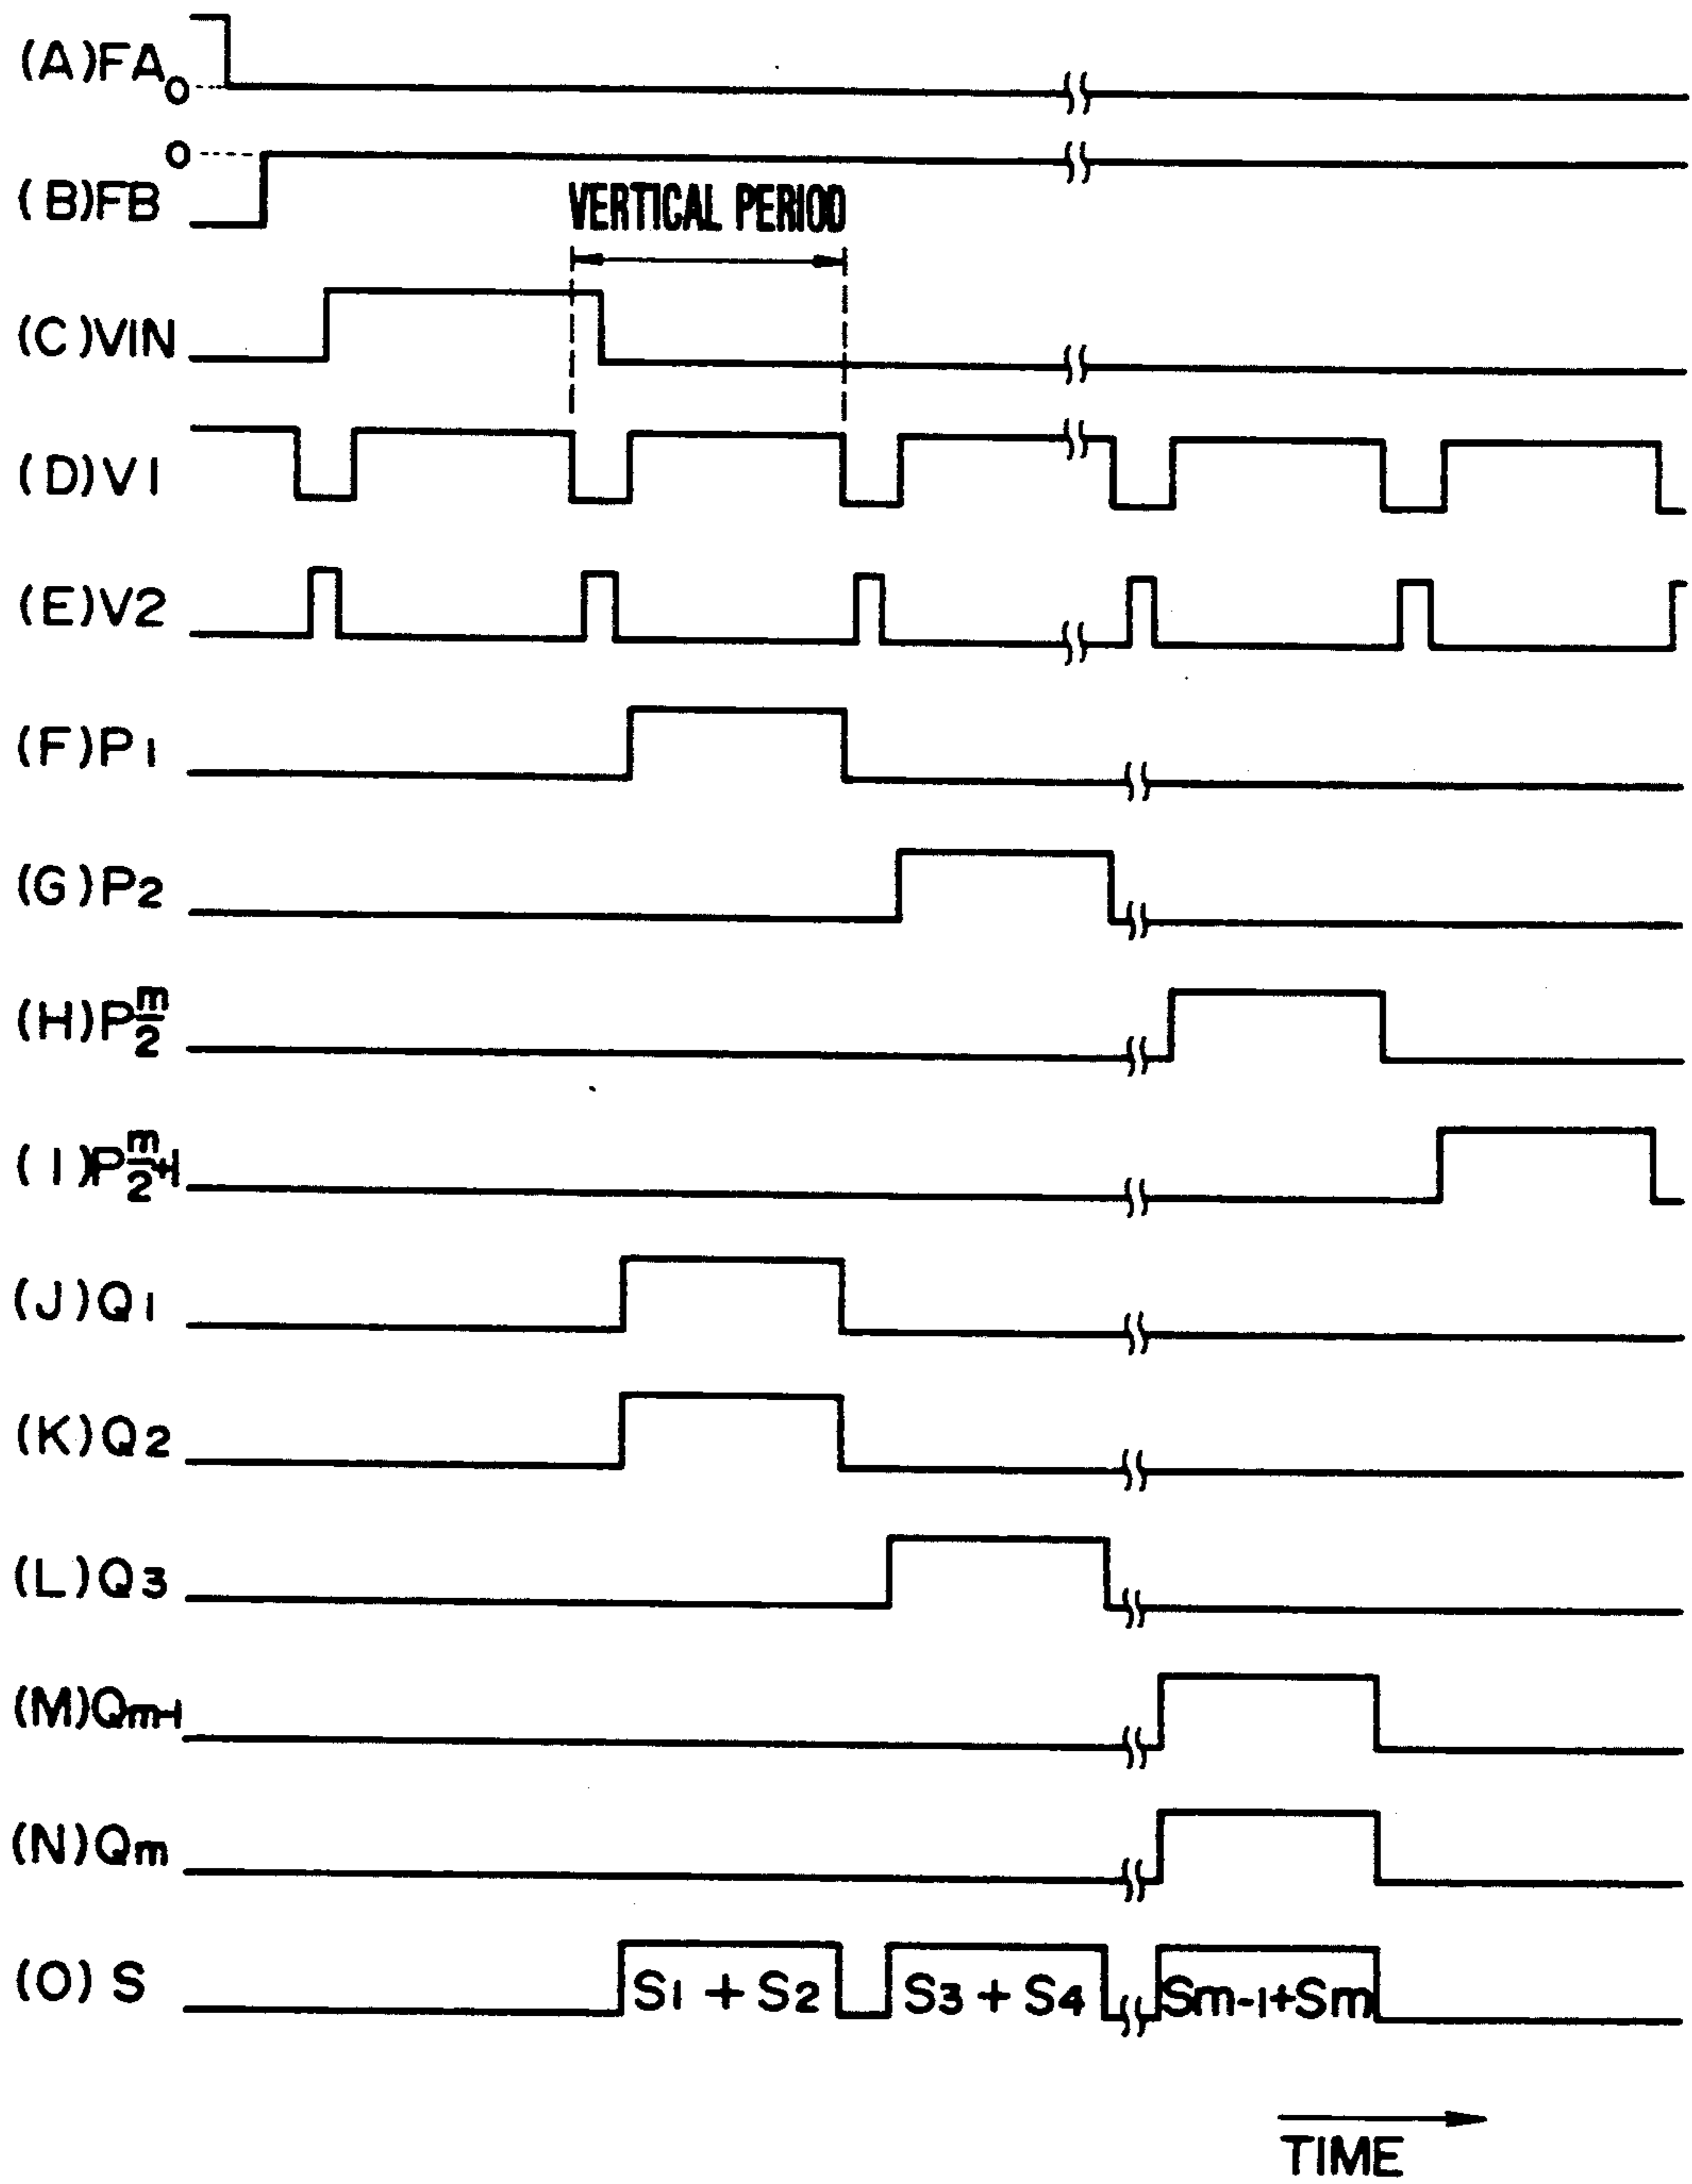 (A)FA
O
O
(B)FB
VERTICAL PERIOD
(C)VIN
(D)V1
(E)V2
(F)P1
(G)P2
(H)Pm/2
(I)Pm/2+1
(J)Q1
(K)Q2
(L)Q3
(M)Qm-1
(N)Qm
(O) S S1 + S2 S3 + S4 Sm-1+Sm
TIME